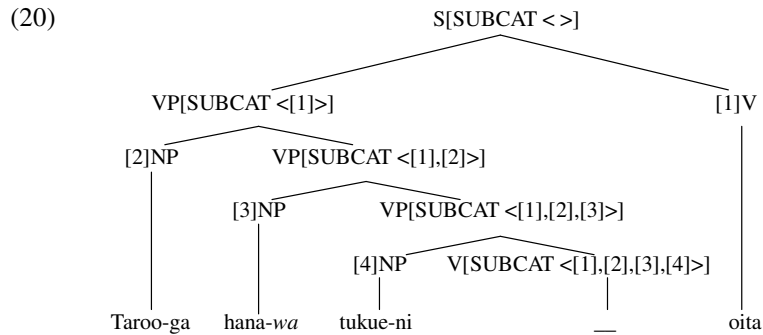 (20) S[SUBCAT < >]
VP[SUBCAT <[1]>] [1]V
[2]NP VP[SUBCAT <[1],[2]>]
[3]NP VP[SUBCAT <[1],[2],[3]>]
[4]NP V[SUBCAT <[1],[2],[3],[4]>]
Taroo-ga hana-wa tukue-ni __ oita